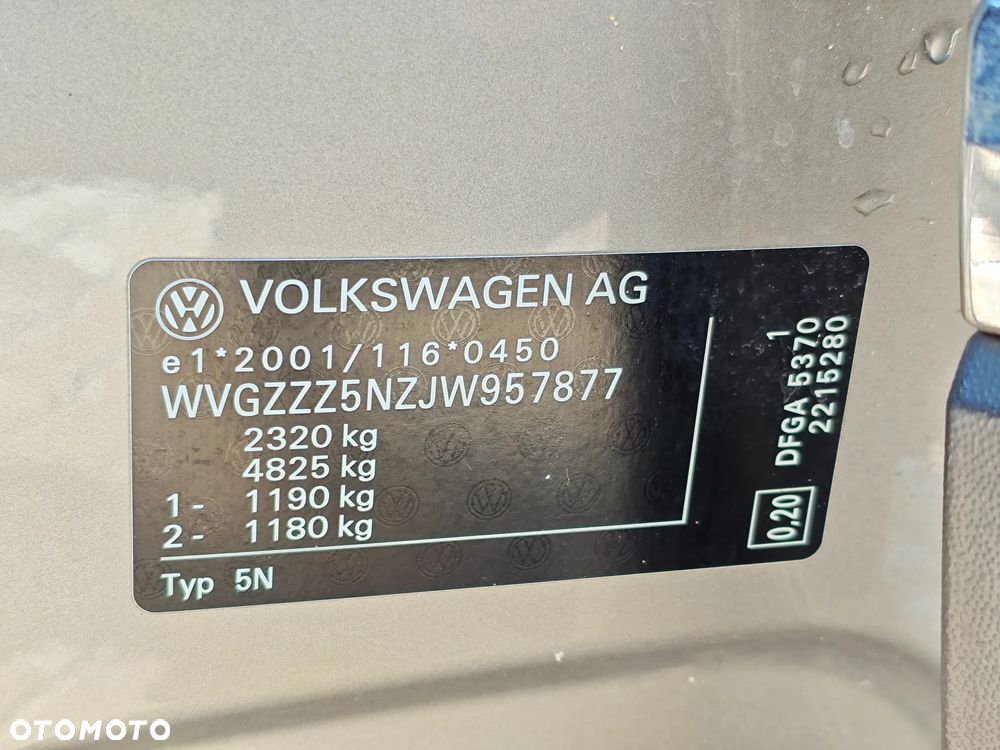 VOLKSWAGEN AG
e1*2001/116*0450
WVGZZZ5NZJW957877
2320 kg
4825 kg
1- 1190 kg
2- 1180 kg
Typ 5N
1
DFGA 5370
2215280
0,20
OTOMOTO